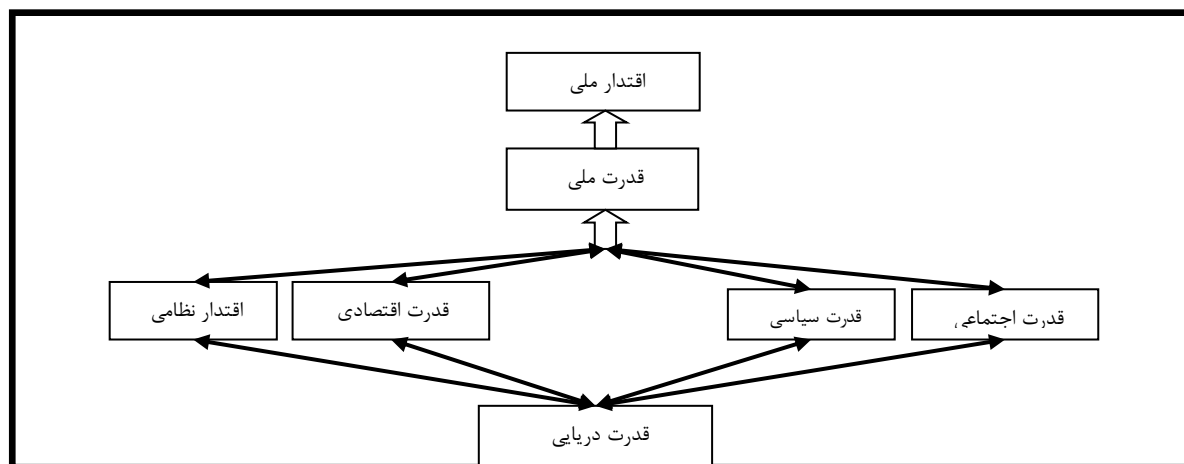 اقتدار ملی
قدرت ملی
قدرت اجتماعی
قدرت سیاسی
قدرت اقتصادی
اقتدار نظامی
قدرت دریایی